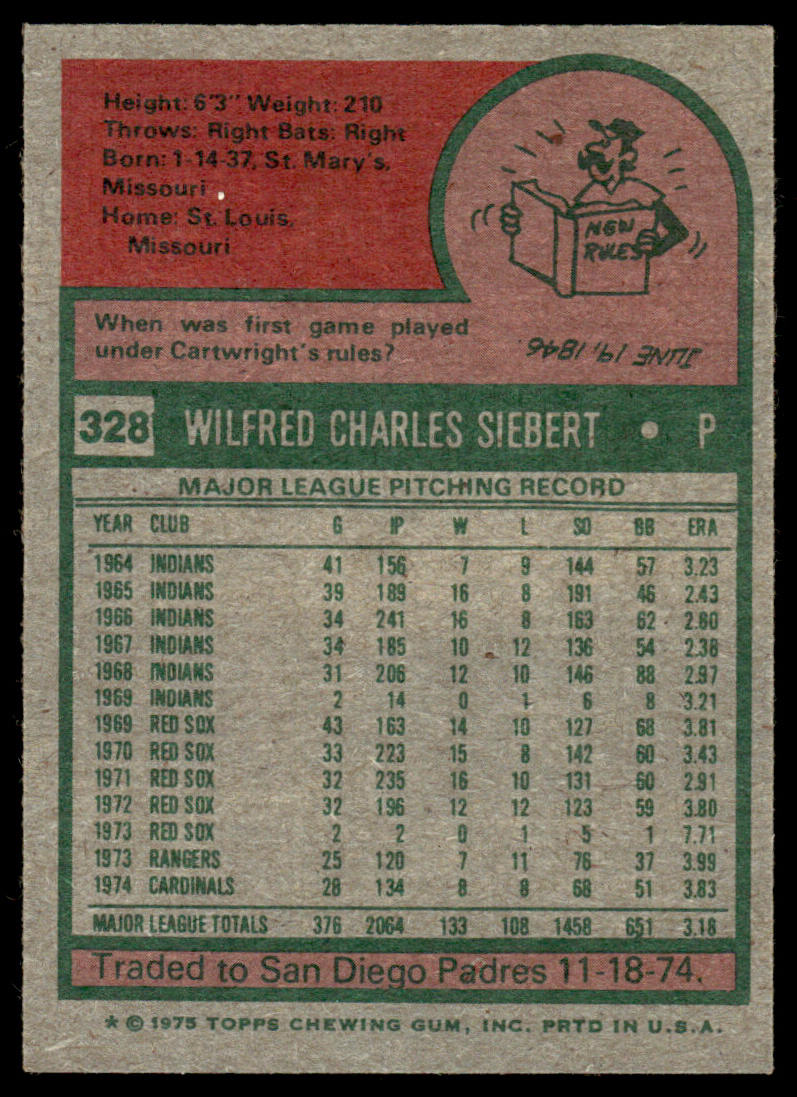 Height: 6'3" Weight: 210
Throws: Right Bats: Right
Born: 1-14-37, St. Mary's,
Missouri
Home: St. Louis,
Missouri
NEW
RULES
When was first game played
under Cartwright's rules?
JUNE 19, 1846.
328 WILFRED CHARLES SIEBERT • P
MAJOR LEAGUE PITCHING RECORD
YEAR CLUB G IP W L SO BB ERA
1964 INDIANS 41 156 7 9 144 57 3.23
1965 INDIANS 39 189 16 8 191 46 2.43
1966 INDIANS 34 241 16 8 163 62 2.80
1967 INDIANS 34 185 10 12 136 54 2.38
1968 INDIANS 31 206 12 10 146 88 2.97
1969 INDIANS 2 14 0 1 6 8 3.21
1969 RED SOX 43 163 14 10 127 68 3.81
1970 RED SOX 33 223 15 8 142 60 3.43
1971 RED SOX 32 235 16 10 131 60 2.91
1972 RED SOX 32 196 12 12 123 59 3.80
1973 RED SOX 2 2 0 1 5 1 7.71
1973 RANGERS 25 120 7 11 76 37 3.99
1974 CARDINALS 28 134 8 8 68 51 3.83
MAJOR LEAGUE TOTALS 376 2064 133 108 1458 651 3.18
Traded to San Diego Padres 11-18-74.
* © 1975 TOPPS CHEWING GUM, INC. PRTD IN U.S.A.